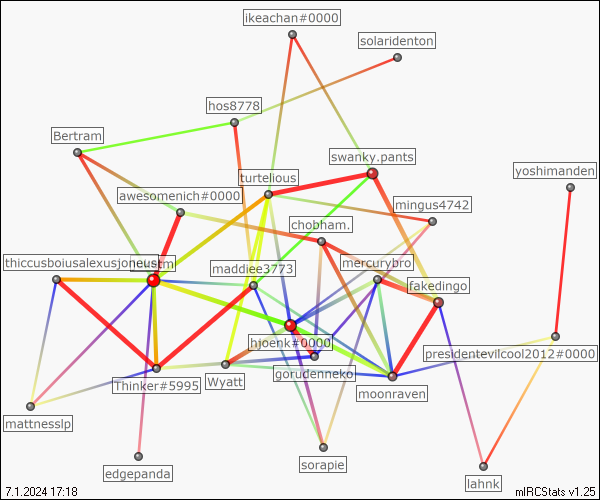 ikeachan#0000
solaridenton
hos8778
Bertram
swanky.pants
yoshimanden
turtelious
awesomenich#0000
mingus4742
chobham.
thiccusboiusalexusjoneus
maddiee3773
mercurybro
fakedingo
hjoenk#0000
presidentevilcool2012#0000
gorudenneko
Thinker#5995
Wyatt
moonraven
mattnesslp
edgepanda
sorapie
lahnk
7.1.2024 17:18
mIRCStats v1.25